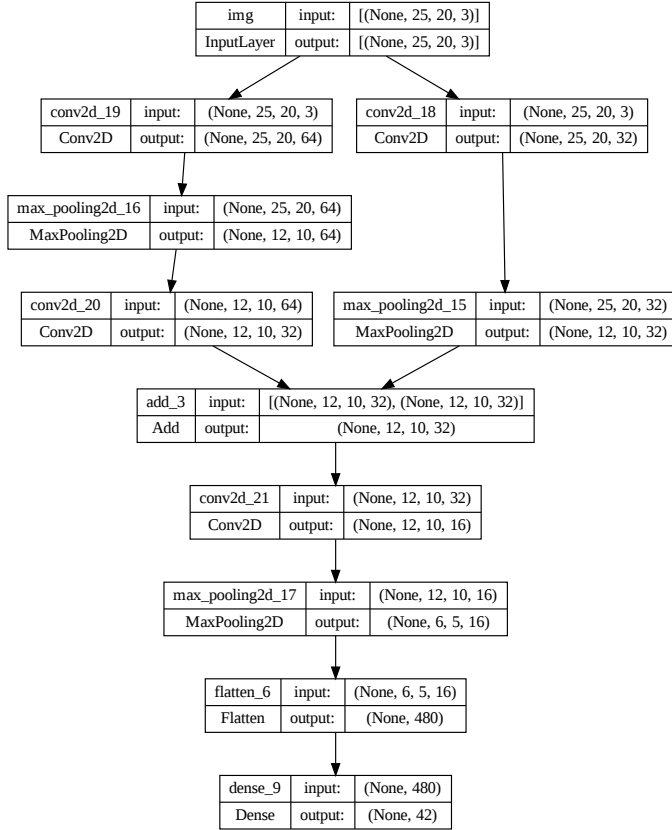 img input: [(None, 25, 20, 3)]
InputLayer output: [(None, 25, 20, 3)]
conv2d_19 input: (None, 25, 20, 3)
Conv2D output: (None, 25, 20, 64)
conv2d_18 input: (None, 25, 20, 3)
Conv2D output: (None, 25, 20, 32)
max_pooling2d_16 input: (None, 25, 20, 64)
MaxPooling2D output: (None, 12, 10, 64)
conv2d_20 input: (None, 12, 10, 64)
Conv2D output: (None, 12, 10, 32)
max_pooling2d_15 input: (None, 25, 20, 32)
MaxPooling2D output: (None, 12, 10, 32)
add_3 input: [(None, 12, 10, 32), (None, 12, 10, 32)]
Add output: (None, 12, 10, 32)
conv2d_21 input: (None, 12, 10, 32)
Conv2D output: (None, 12, 10, 16)
max_pooling2d_17 input: (None, 12, 10, 16)
MaxPooling2D output: (None, 6, 5, 16)
flatten_6 input: (None, 6, 5, 16)
Flatten output: (None, 480)
dense_9 input: (None, 480)
Dense output: (None, 42)